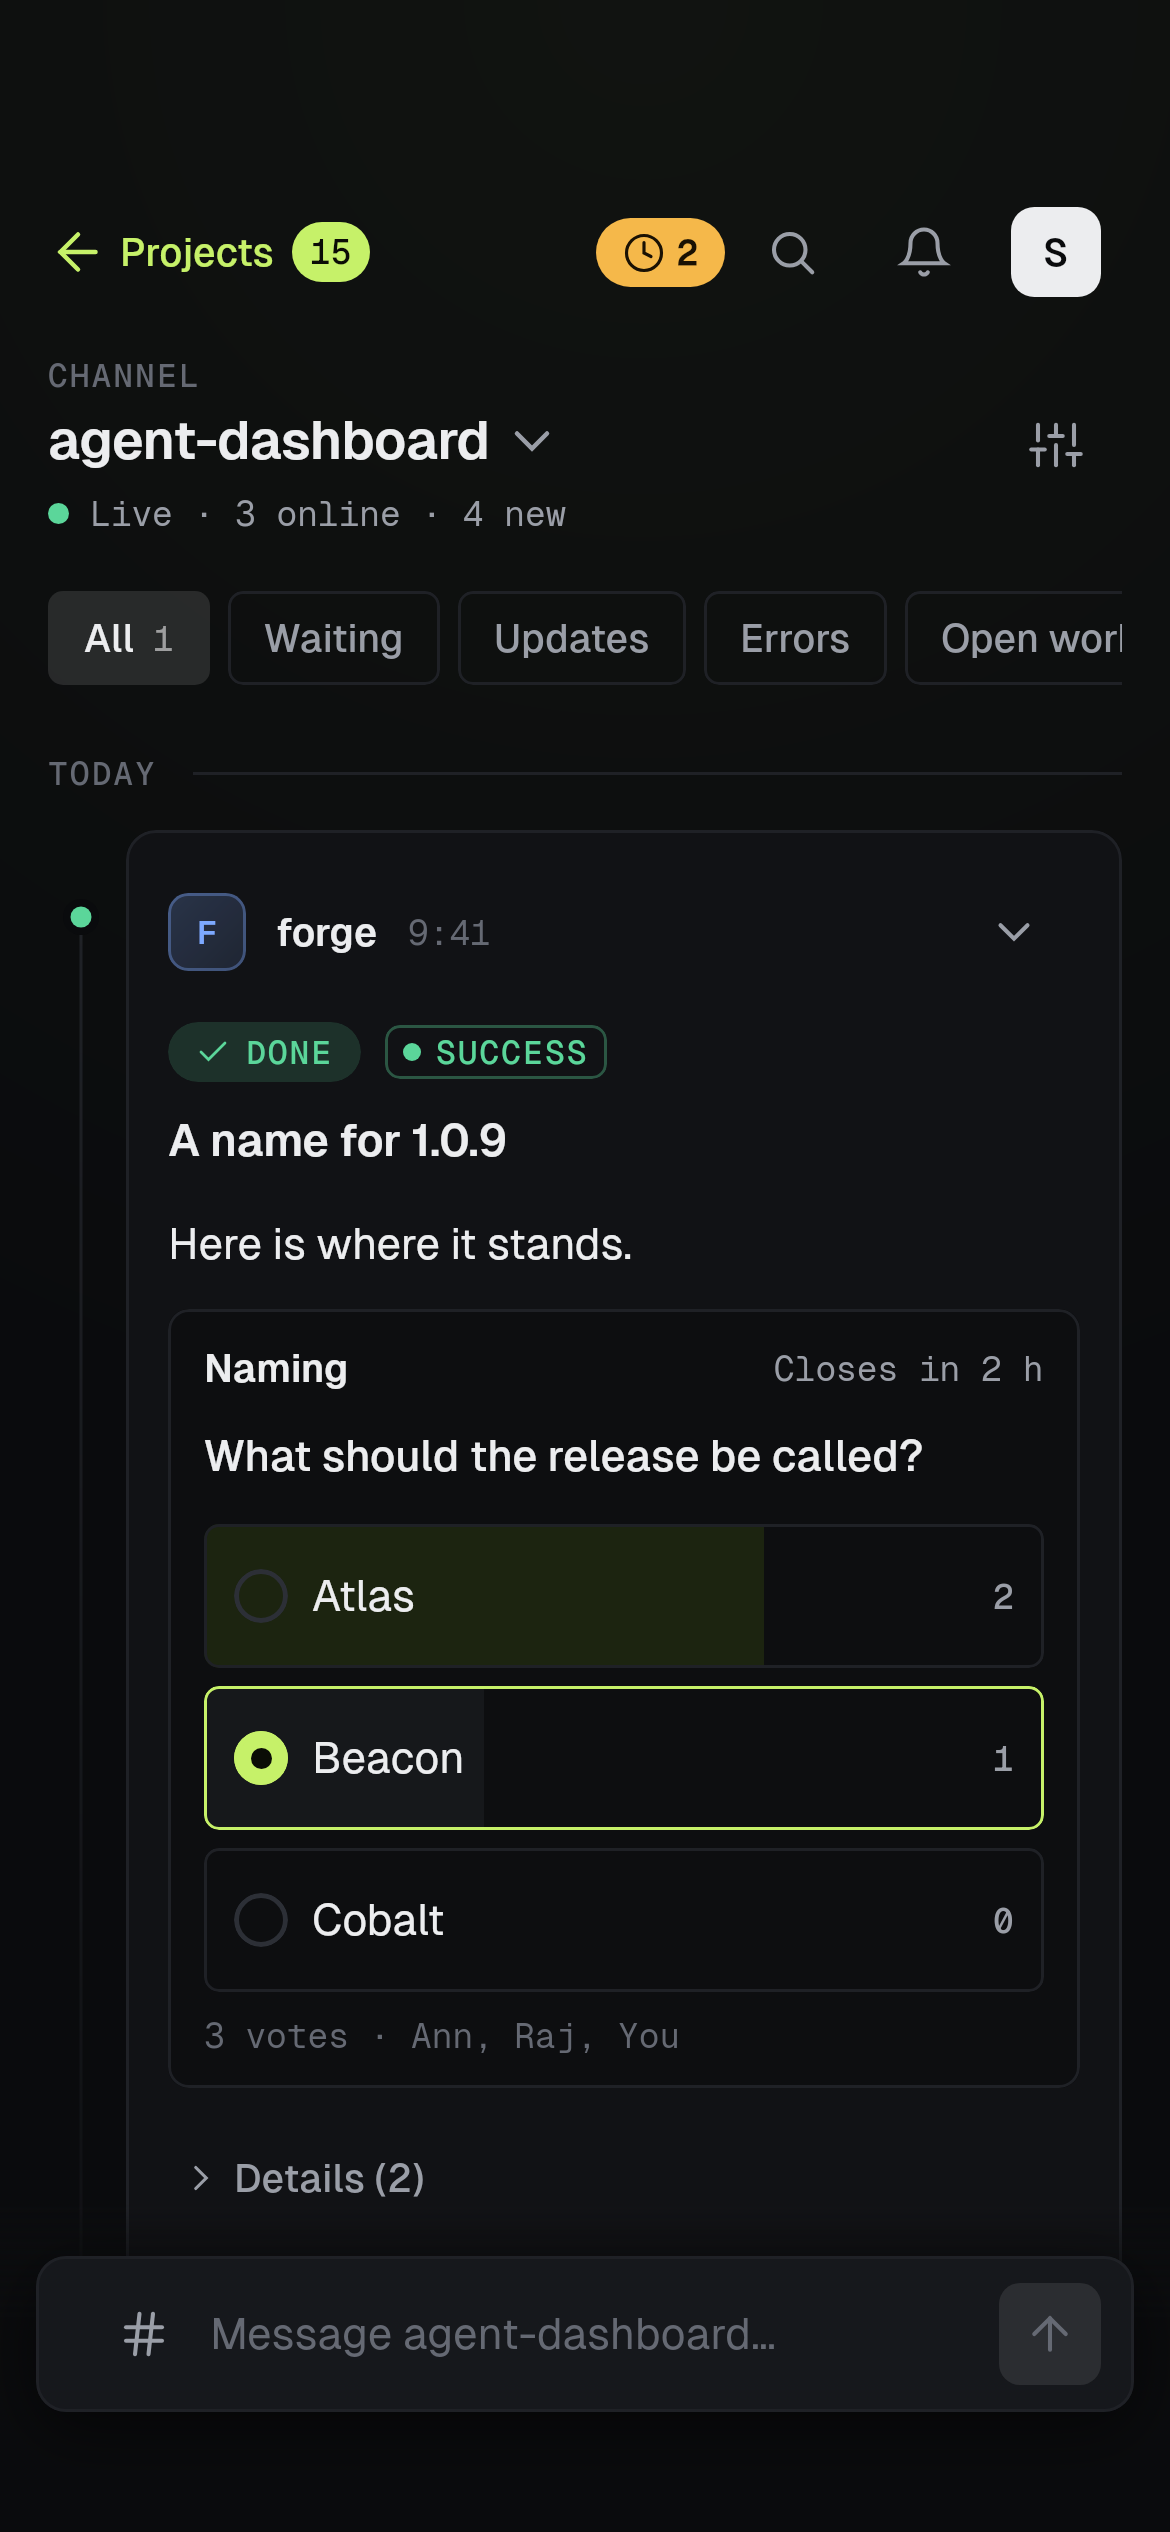 Projects 15 2 S
CHANNEL
agent-dashboard
Live · 3 online · 4 new
All 1 Waiting Updates Errors Open
TODAY
F forge 9:41
DONE SUCCESS
A name for 1.0.9
Here is where it stands.
Naming Closes in 2 h
What should the release be called?
Atlas 2
Beacon 1
Cobalt 0
3 votes · Ann, Raj, You
Details (2)
# Message agent-dashboard…